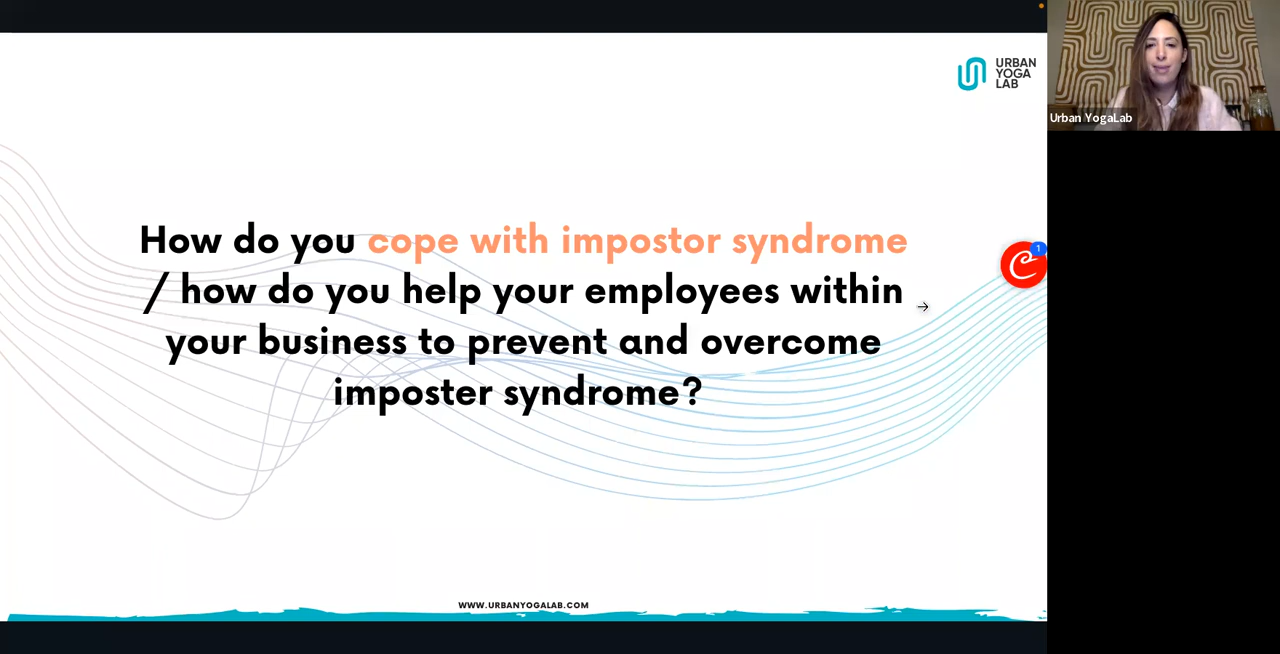 URBAN
YOGA
LAB
Urban YogaLab
How do you cope with impostor syndrome
/ how do you help your employees within
your business to prevent and overcome
imposter syndrome?
1
WWW.URBANYOGALAB.COM